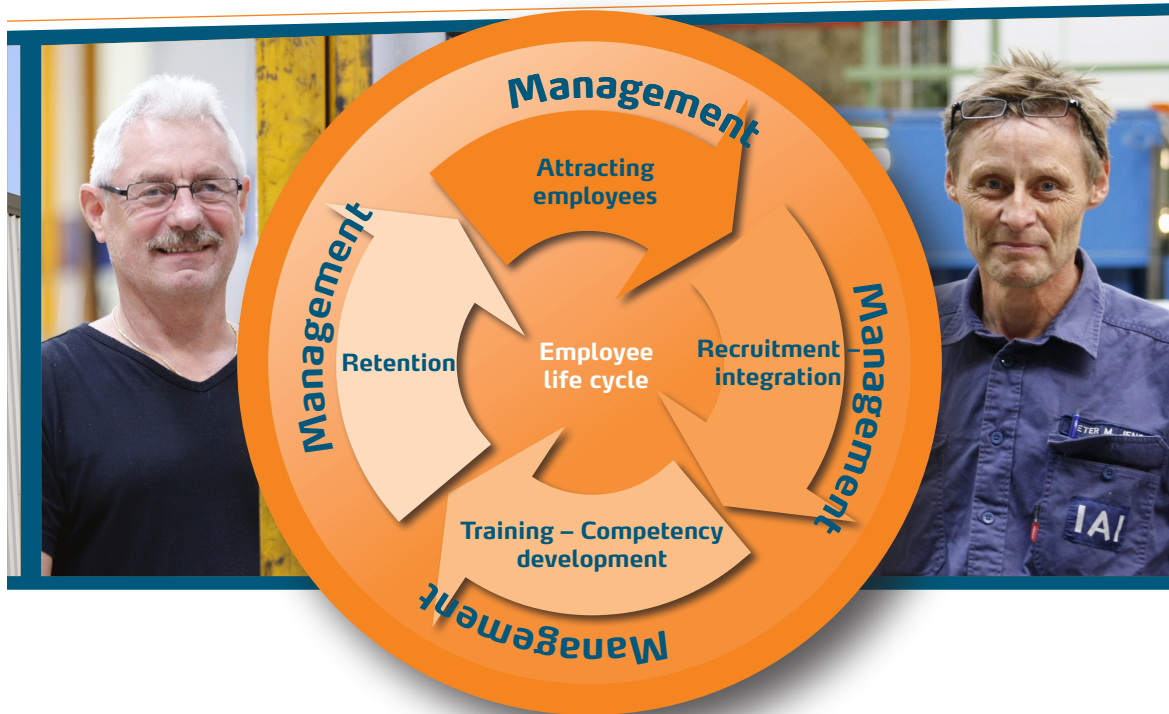 Management
Attracting
employees
Management
Recruitment –
integration
Management
Training – Competency
development
Management
Retention
Employee
life cycle
IAI